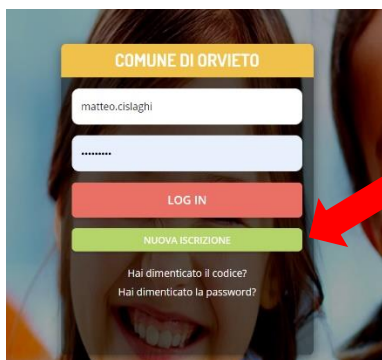 COMUNE DI ORVIETO
matteo.cislaghi
•••••••••
LOG IN
NUOVA ISCRIZIONE
Hai dimenticato il codice?
Hai dimenticato la password?